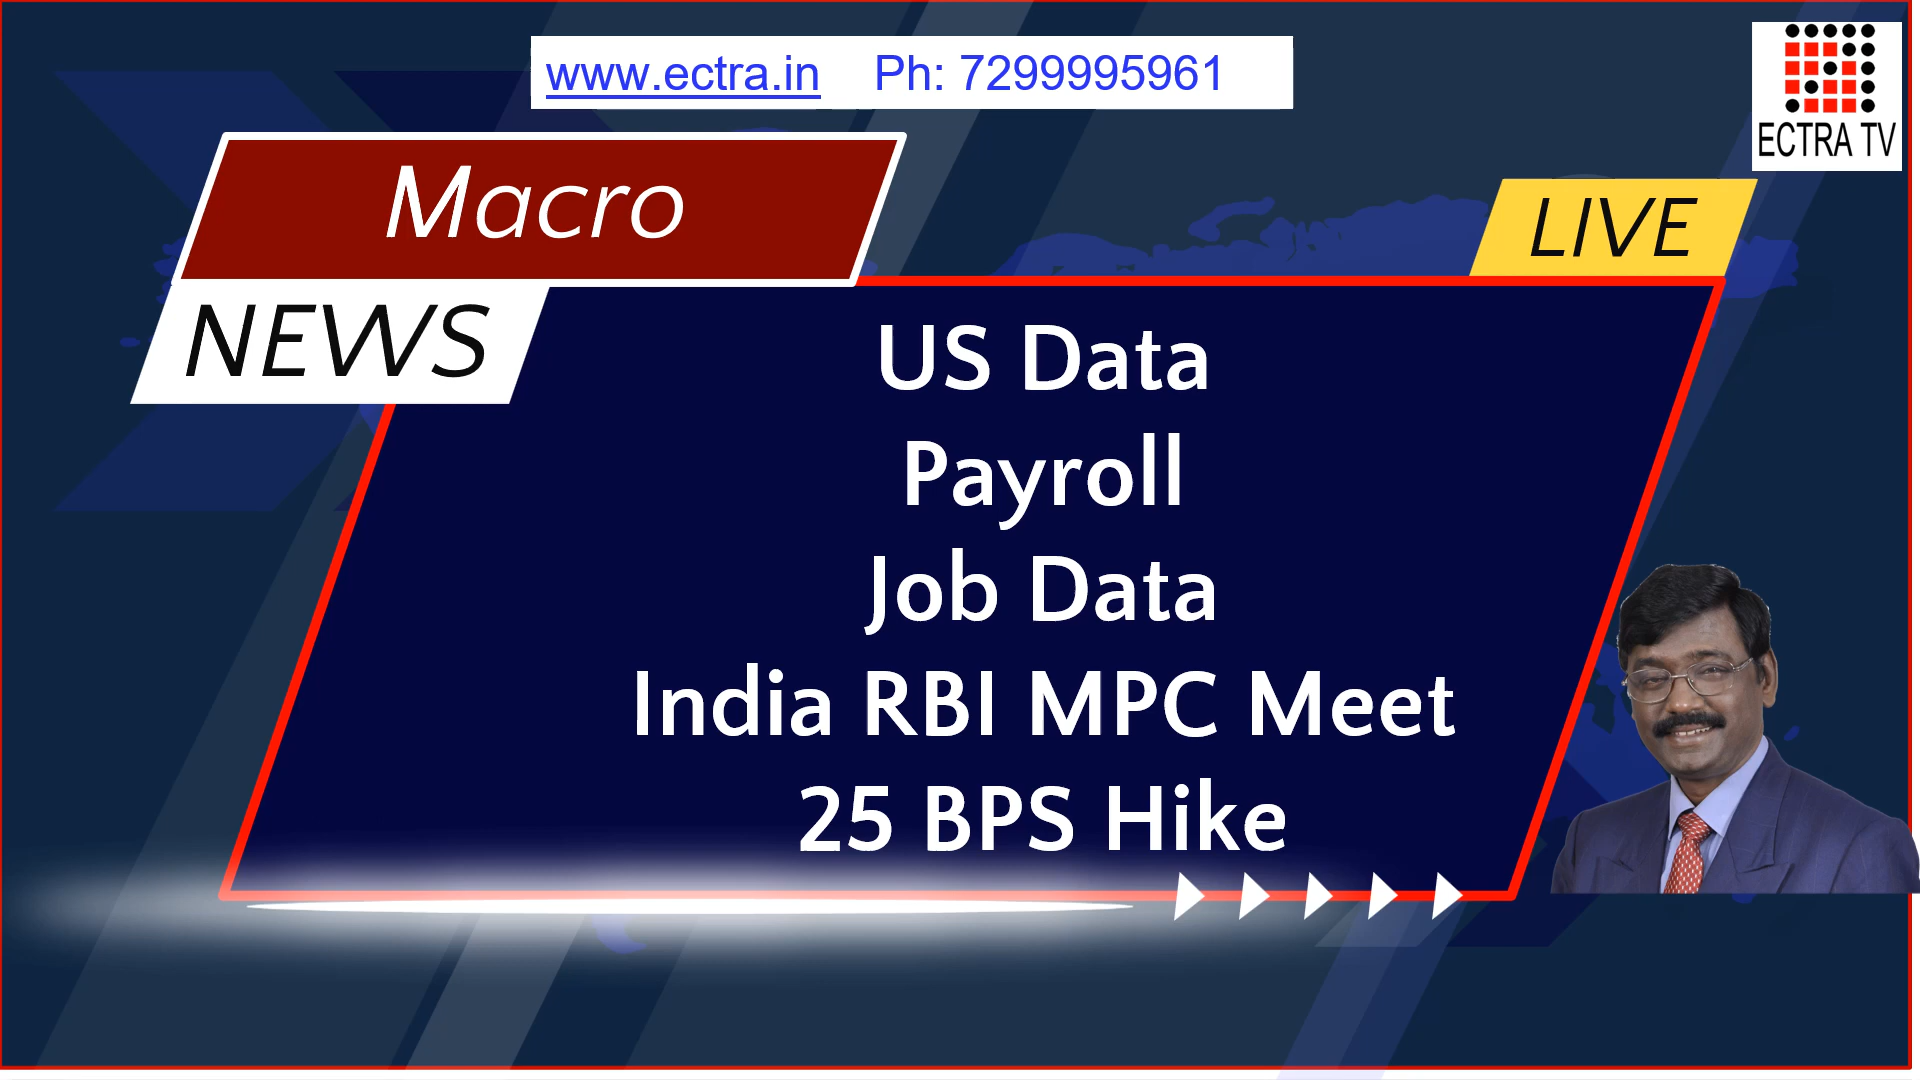 www.ectra.in Ph: 7299995961
ECTRA TV
Macro
LIVE
NEWS
US Data
Payroll
Job Data
India RBI MPC Meet
25 BPS Hike